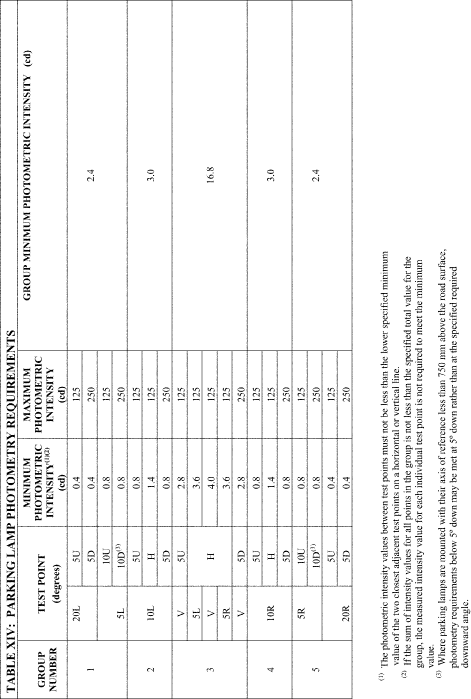 TABLE XIV: PARKING LAMP PHOTOMETRY REQUIREMENTS
GROUP NUMBER TEST POINT (degrees) MINIMUM PHOTOMETRIC INTENSITY(1)(2) (cd) MAXIMUM PHOTOMETRIC INTENSITY (cd) GROUP MINIMUM PHOTOMETRIC INTENSITY (cd)
20L 5U 0.4 125
1 5D 0.4 250 2.4
10U 0.8 125
5L 10D(3) 0.8 250
5U 0.8 125
2 10L H 1.4 125 3.0
5D 0.8 250
V 5U 2.8 125
5L 3.6 125
3 V H 4.0 125 16.8
5R 3.6 125
V 5D 2.8 250
5U 0.8 125
4 10R H 1.4 125 3.0
5D 0.8 250
5R 10U 0.8 125
5 10D(3) 0.8 250 2.4
5U 0.4 125
20R 5D 0.4 250
(1) The photometric intensity values between test points must not be less than the lower specified minimum
value of the two closest adjacent test points on a horizontal or vertical line.
(2) If the sum of intensity values for all points in the group is not less than the specified total value for the
group, the measured intensity value for each individual test point is not required to meet the minimum
value.
(3) Where parking lamps are mounted with their axis of reference less than 750 mm above the road surface,
photometry requirements below 5° down may be met at 5° down rather than at the specified required
downward angle.